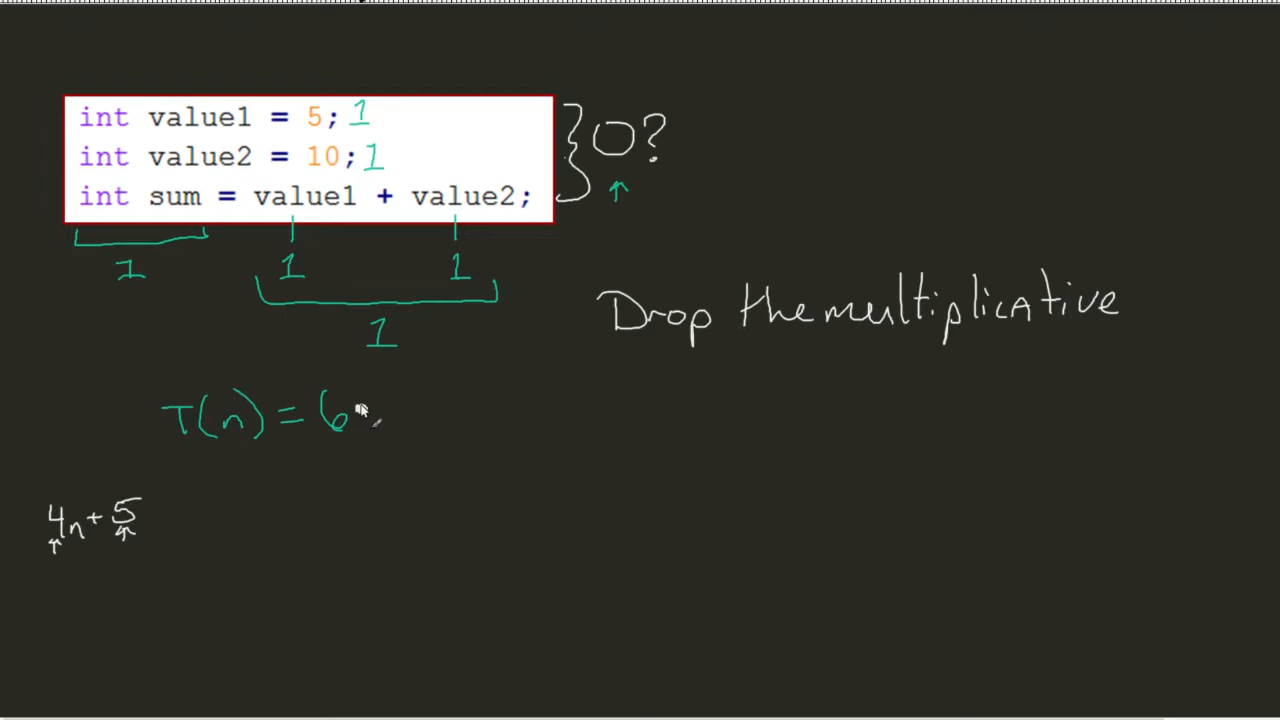 int value1 = 5; 1
int value2 = 10; 1
int sum = value1 + value2;
O?
1 1 1
1
Drop the multiplicative
T(n) = 6
4n + 5